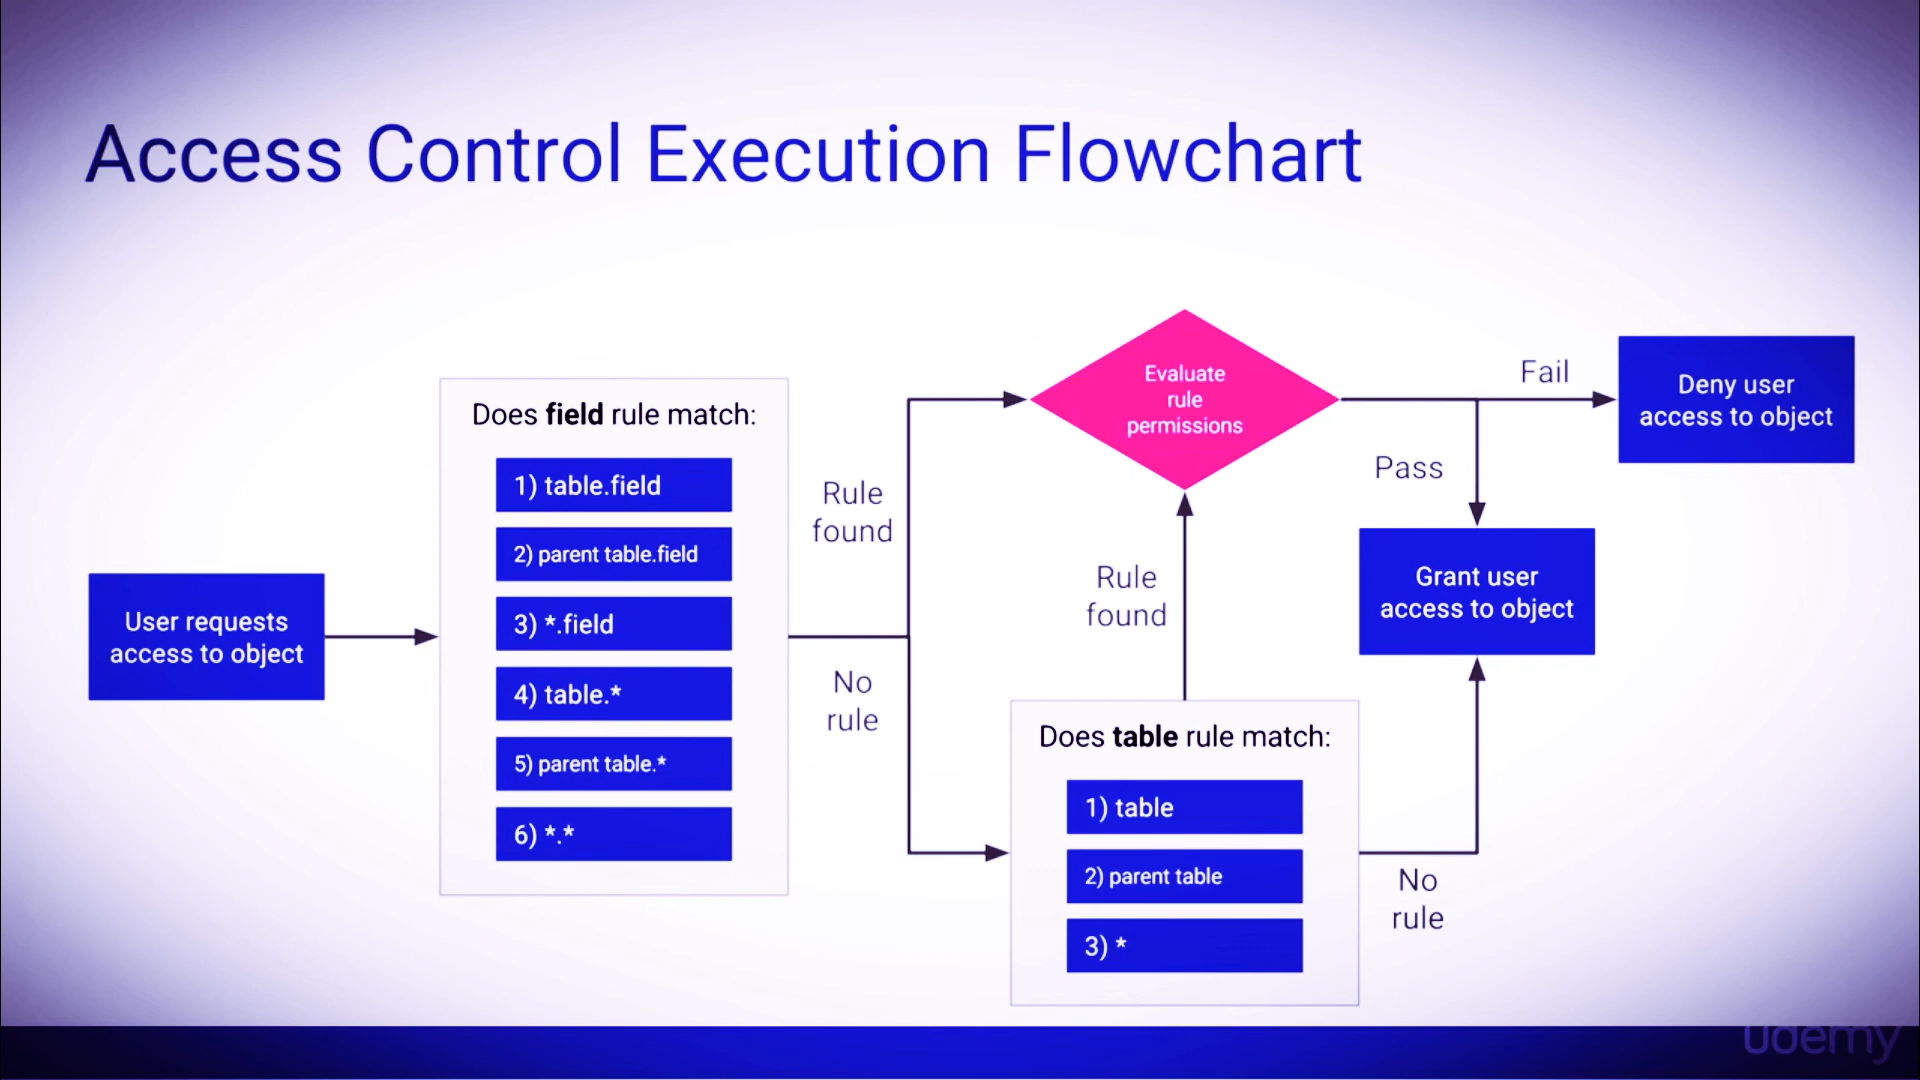 Access Control Execution Flowchart
User requests
access to object
Does field rule match:
1) table.field
2) parent table.field
3) *.field
4) table.*
5) parent table.*
6) *.*
Rule
found
No
rule
Evaluate
rule
permissions
Rule
found
Does table rule match:
1) table
2) parent table
3) *
No
rule
Fail
Pass
Deny user
access to object
Grant user
access to object
udemy